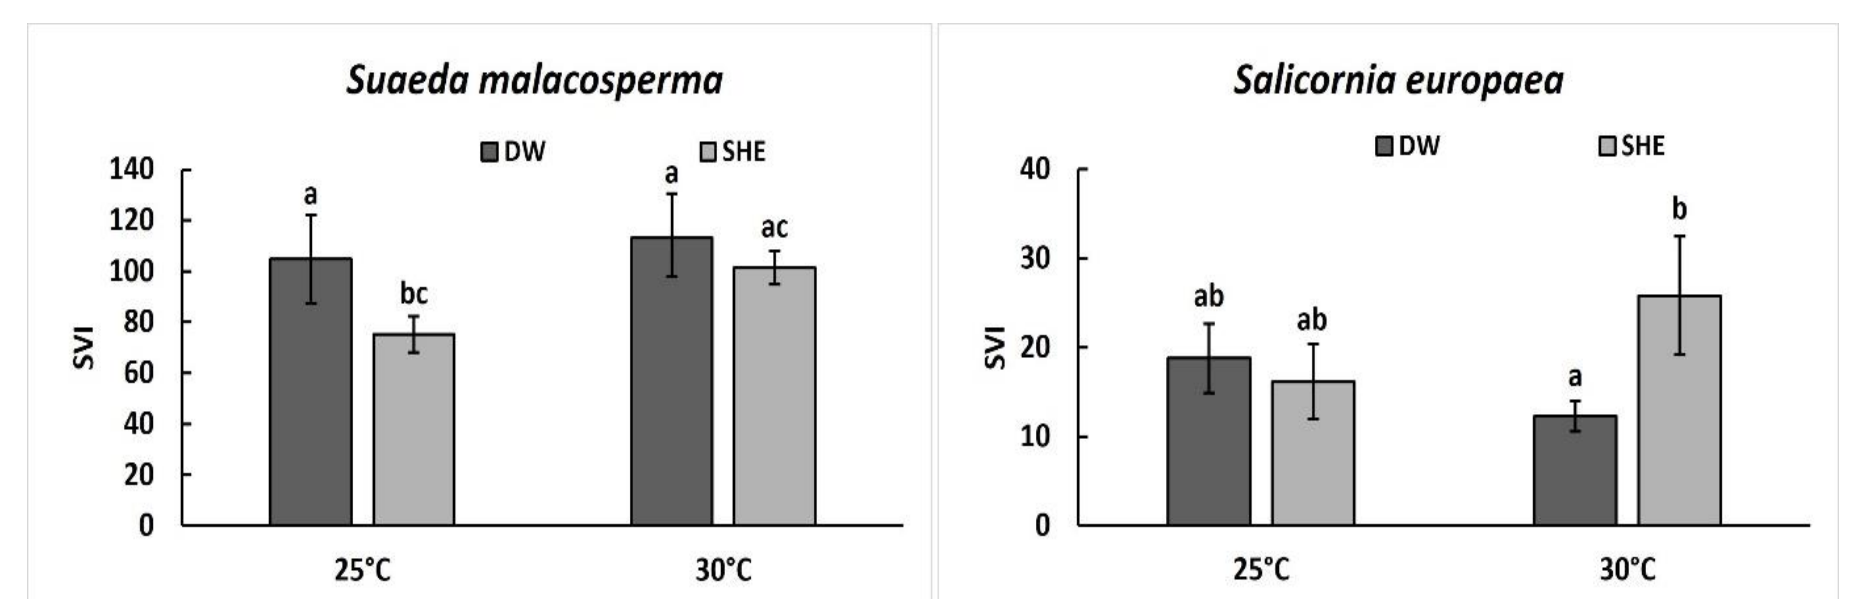 Suaeda malacosperma
DW SHE
140
120
100
80
60
40
20
0
SVI
a
bc
a
ac
25°C 30°C
Salicornia europaea
DW SHE
40
30
20
10
0
SVI
ab
ab
a
b
25°C 30°C